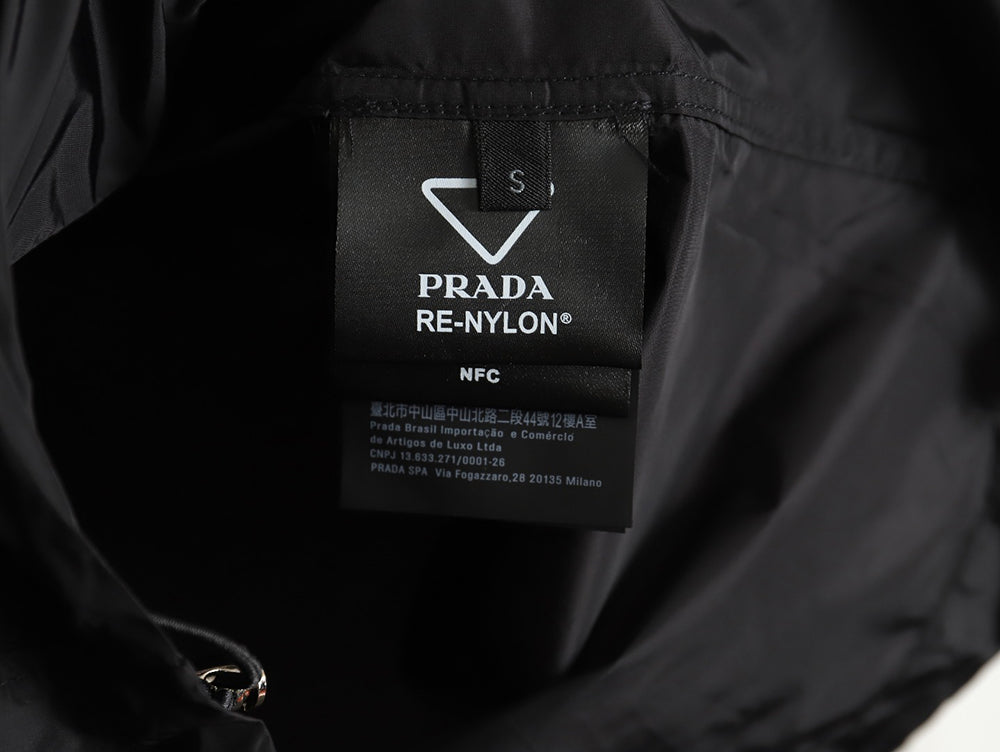 S
PRADA
RE-NYLON®
NFC
臺北市中山區中山北路二段44號12樓A室
Prada Brasil Importação e Comércio
de Artigos de Luxo Ltda
CNPJ 13.633.271/0001-26
PRADA SPA Via Fogazzaro,28 20135 Milano